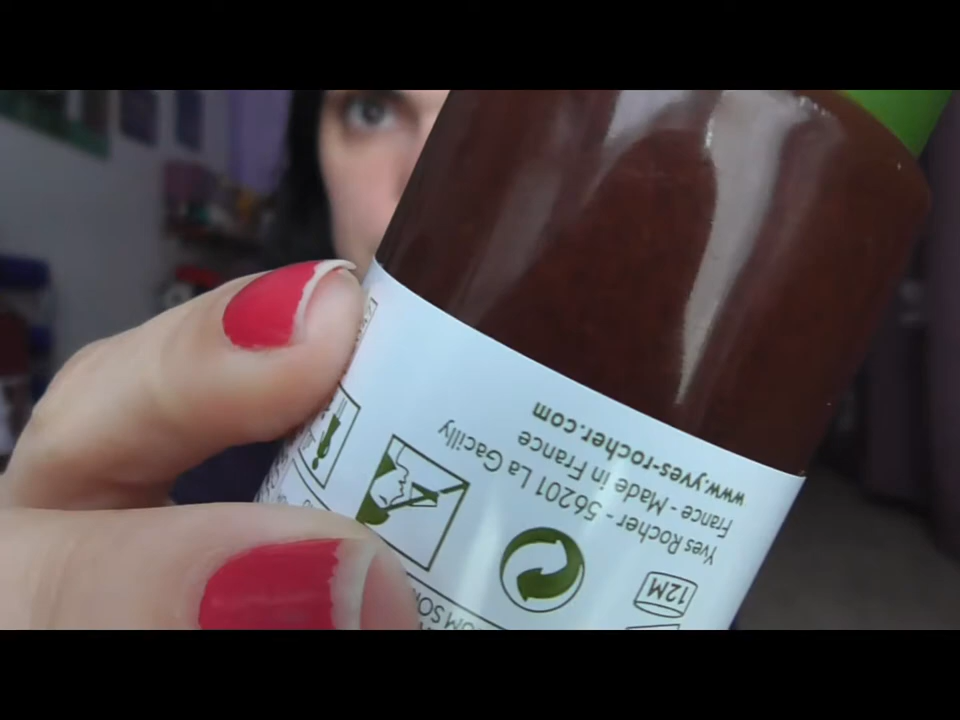 12M
Yves Rocher - 56201 La Gacilly
France - Made in France
www.yves-rocher.com